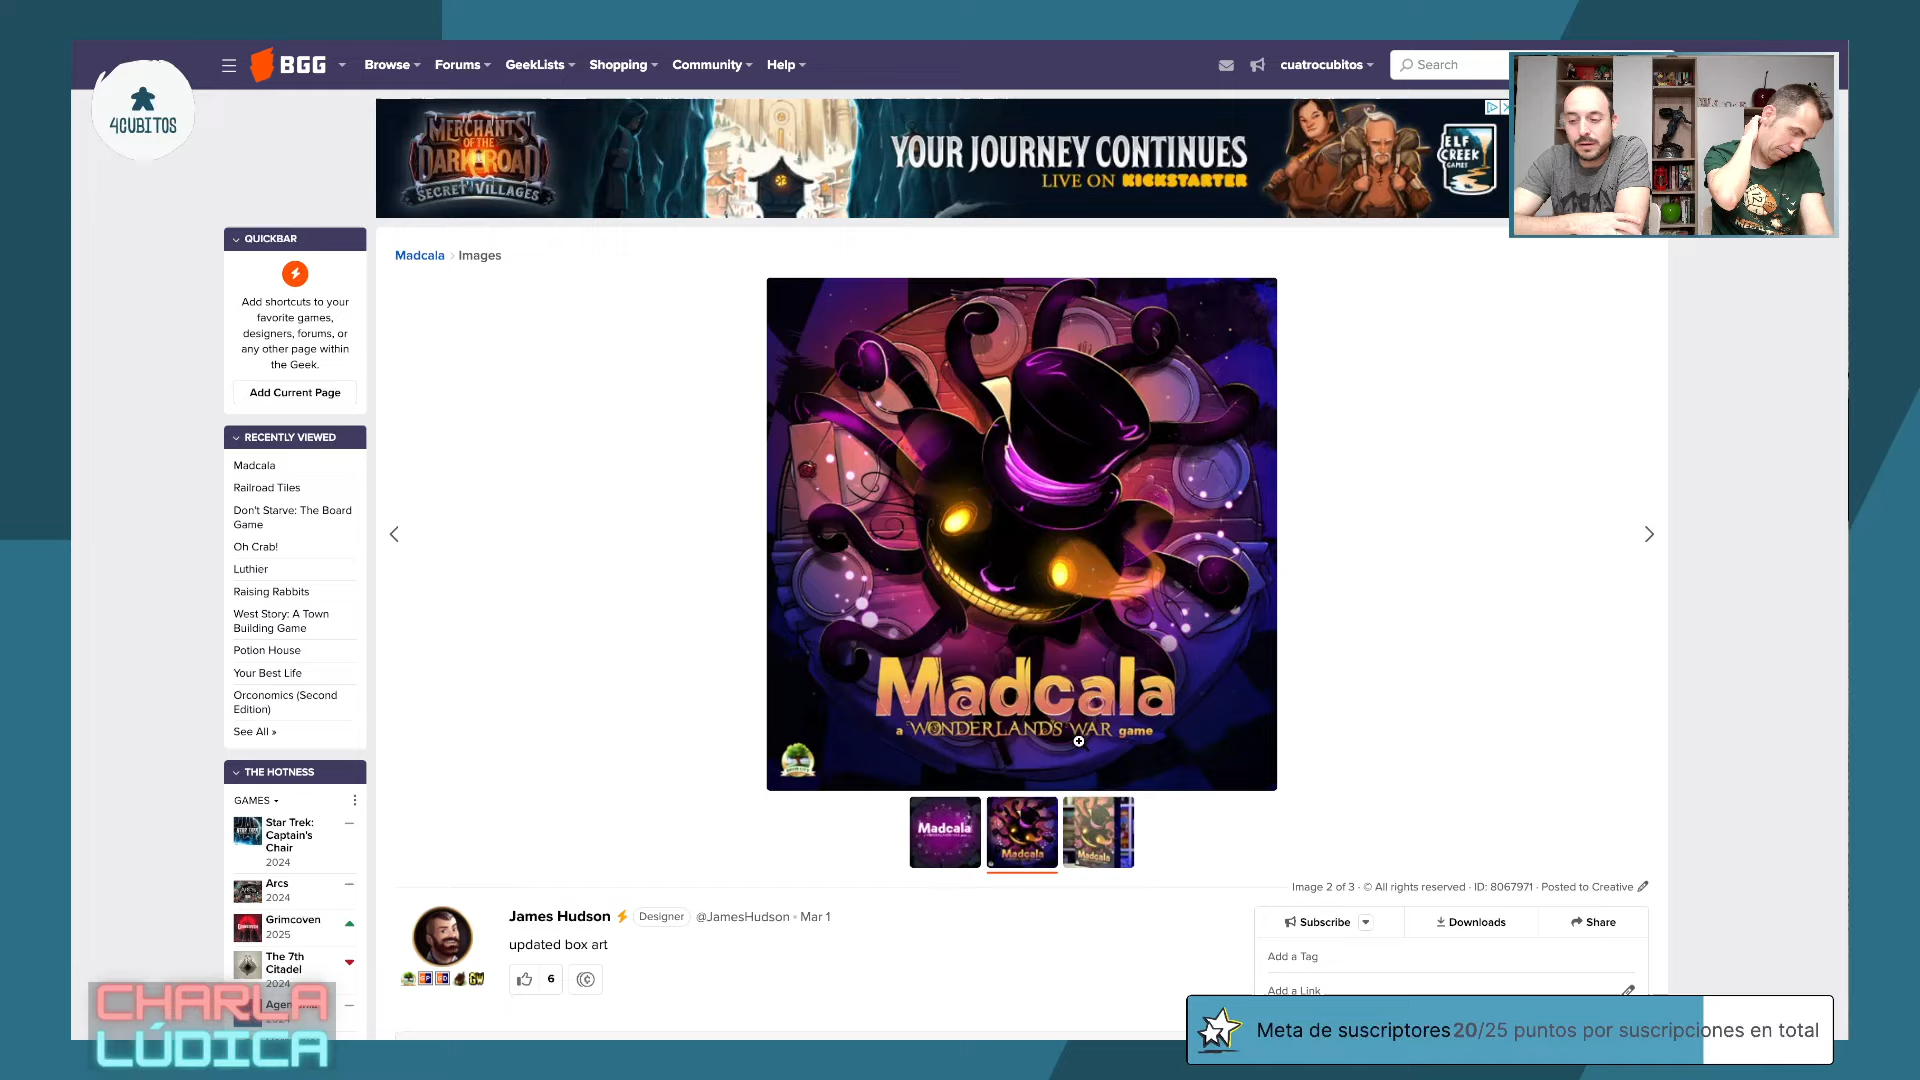 4CUBITOS
BGG
Browse
Forums
GeekLists
Shopping
Community
Help
cuatrocubitos
Search
MERCHANTS
OF THE
DARK ROAD
SECRET VILLAGES
YOUR JOURNEY CONTINUES
LIVE ON KICKSTARTER
ELF
CREEK
GAMES
QUICKBAR
Add shortcuts to your
favorite games,
designers, forums, or
any other page within
the Geek.
Add Current Page
RECENTLY VIEWED
Madcala
Railroad Tiles
Don't Starve: The Board
Game
Oh Crab!
Luthier
Raising Rabbits
West Story: A Town
Building Game
Potion House
Your Best Life
Orconomics (Second
Edition)
See All »
THE HOTNESS
GAMES
Star Trek:
Captain's
Chair
2024
Arcs
2024
Grimcoven
2025
The 7th
Citadel
2024
Madcala > Images
Madcala
a WONDERLAND'S WAR game
Madcala
Madcala
Madcala
Image 2 of 3 · © All rights reserved · ID: 8067971 · Posted to Creative
James Hudson
Designer
@JamesHudson • Mar 1
updated box art
6
Subscribe
Downloads
Share
Add a Tag
Add a Link
CHARLA
LÚDICA
Meta de suscriptores 20/25 puntos por suscripciones en total